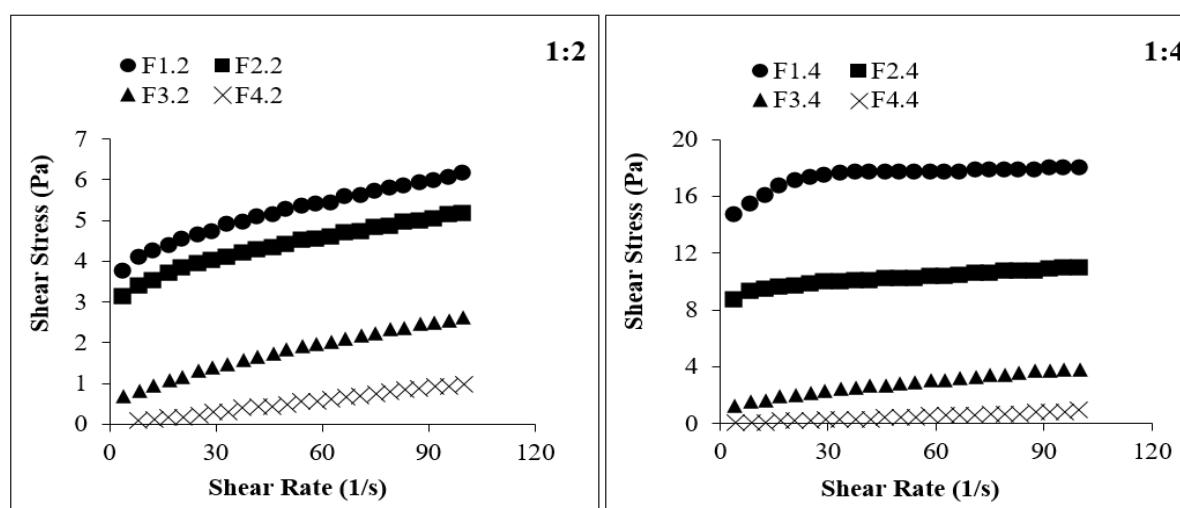 1:2
F1.2 F2.2
F3.2 F4.2
Shear Stress (Pa)
7
6
5
4
3
2
1
0
0 30 60 90 120
Shear Rate (1/s)
1:4
F1.4 F2.4
F3.4 F4.4
Shear Stress (Pa)
20
16
12
8
4
0
0 30 60 90 120
Shear Rate (1/s)